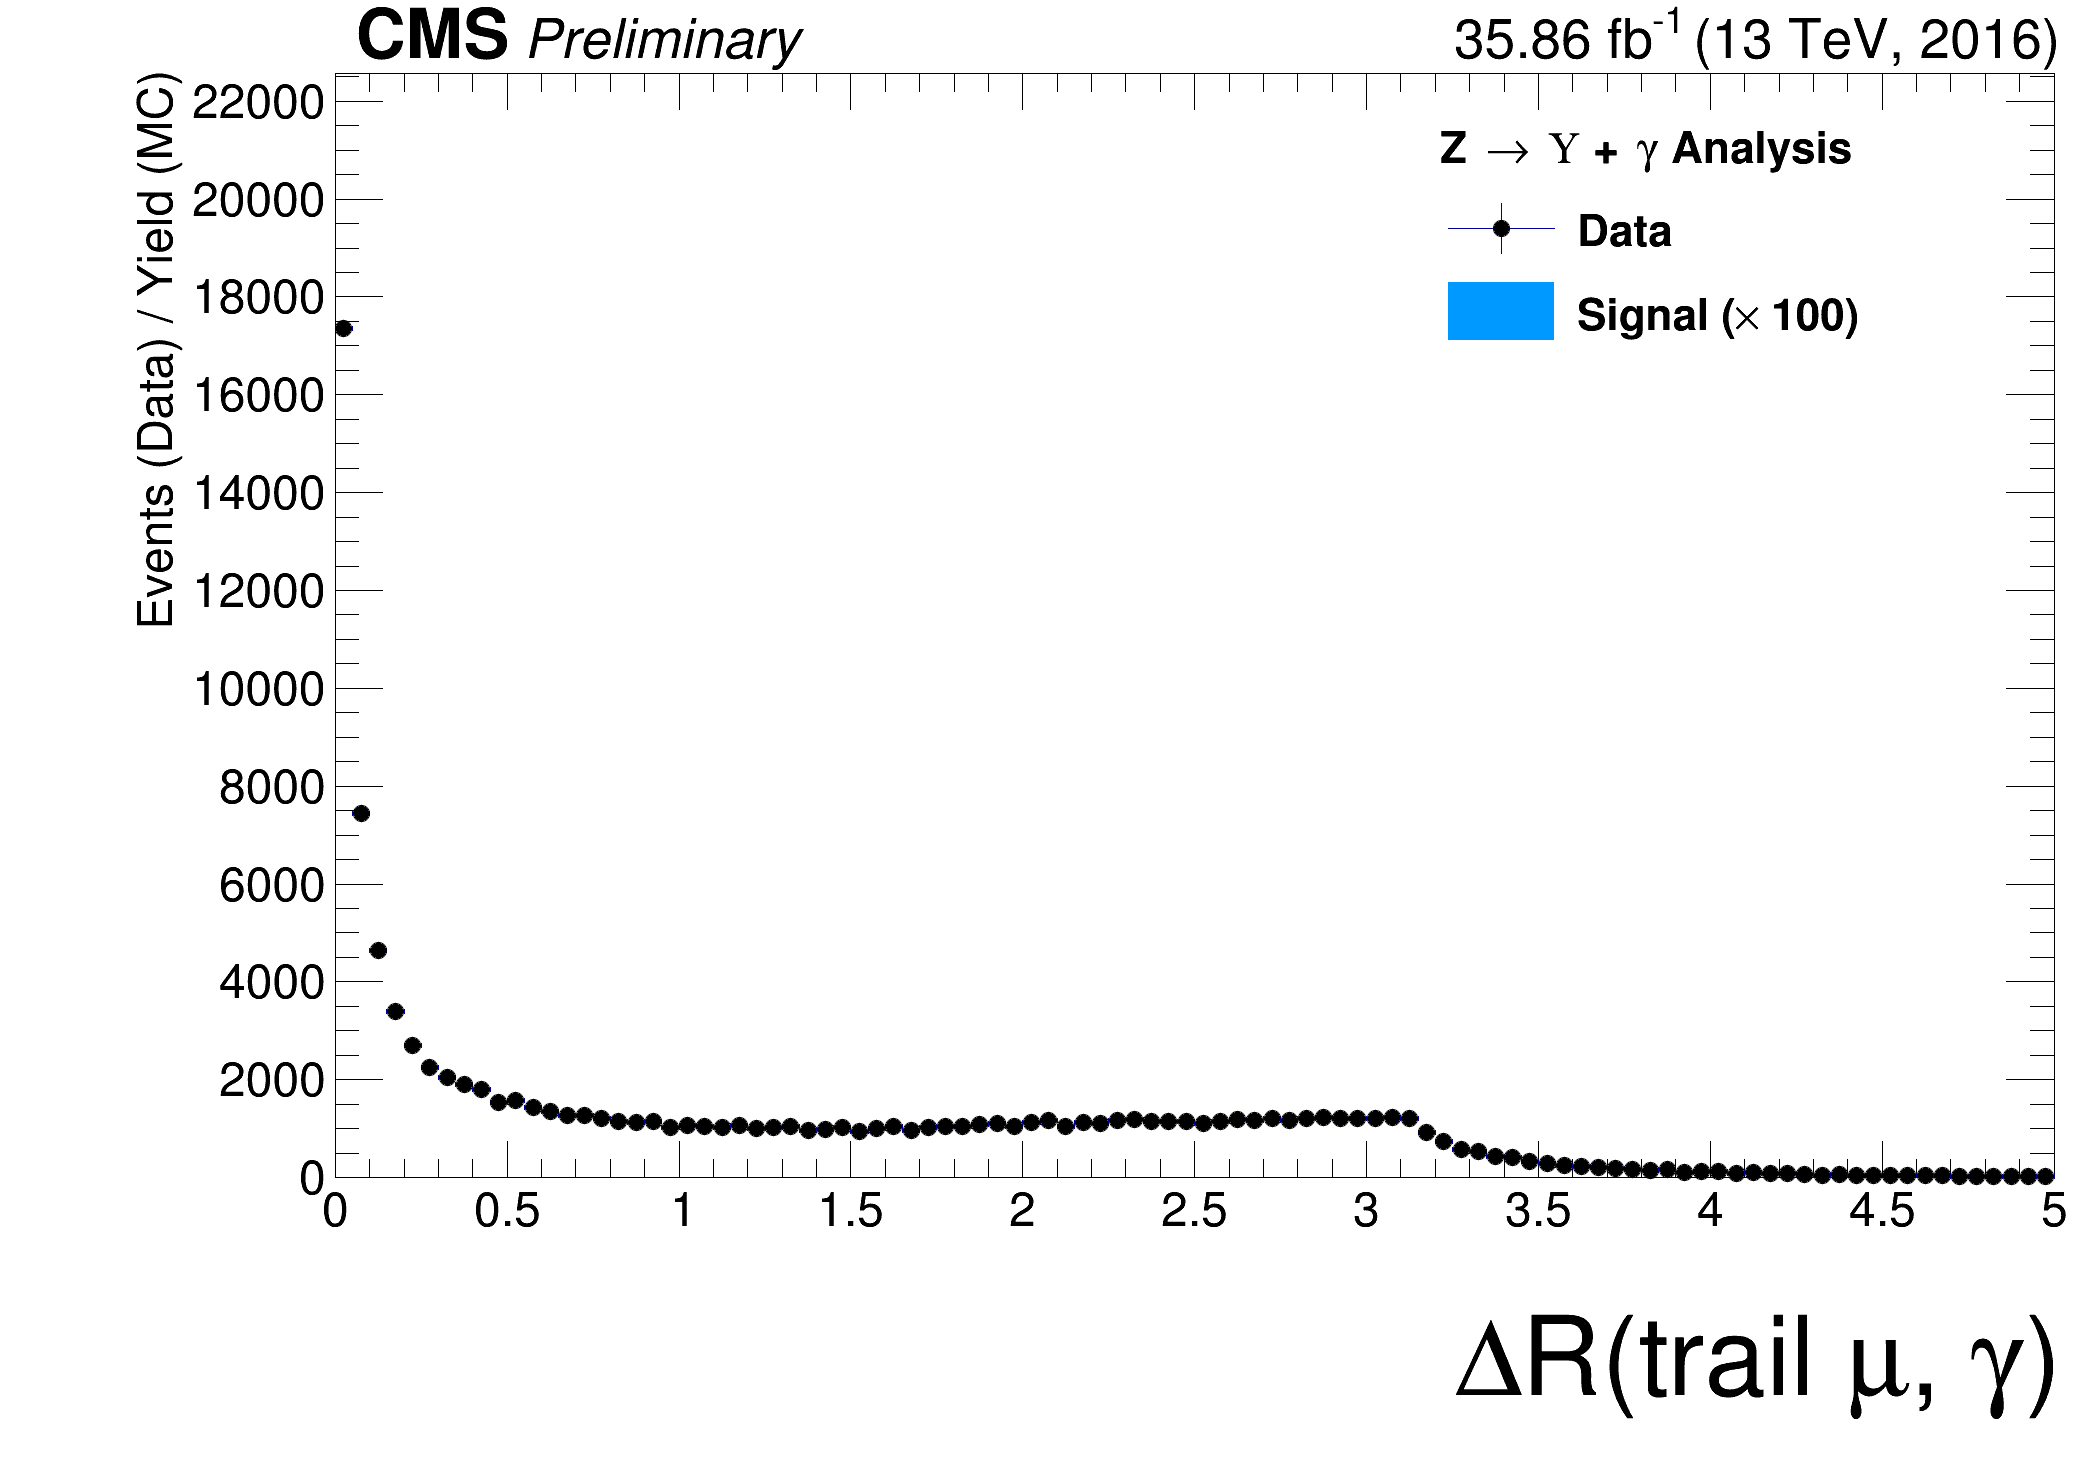 CMS Preliminary 35.86 fb-1 (13 TeV, 2016)
Events (Data) / Yield (MC)
22000
20000
18000
16000
14000
12000
10000
8000
6000
4000
2000
0
Z → Υ + γ Analysis
Data
Signal (× 100)
0 0.5 1 1.5 2 2.5 3 3.5 4 4.5 5
ΔR(trail μ, γ)